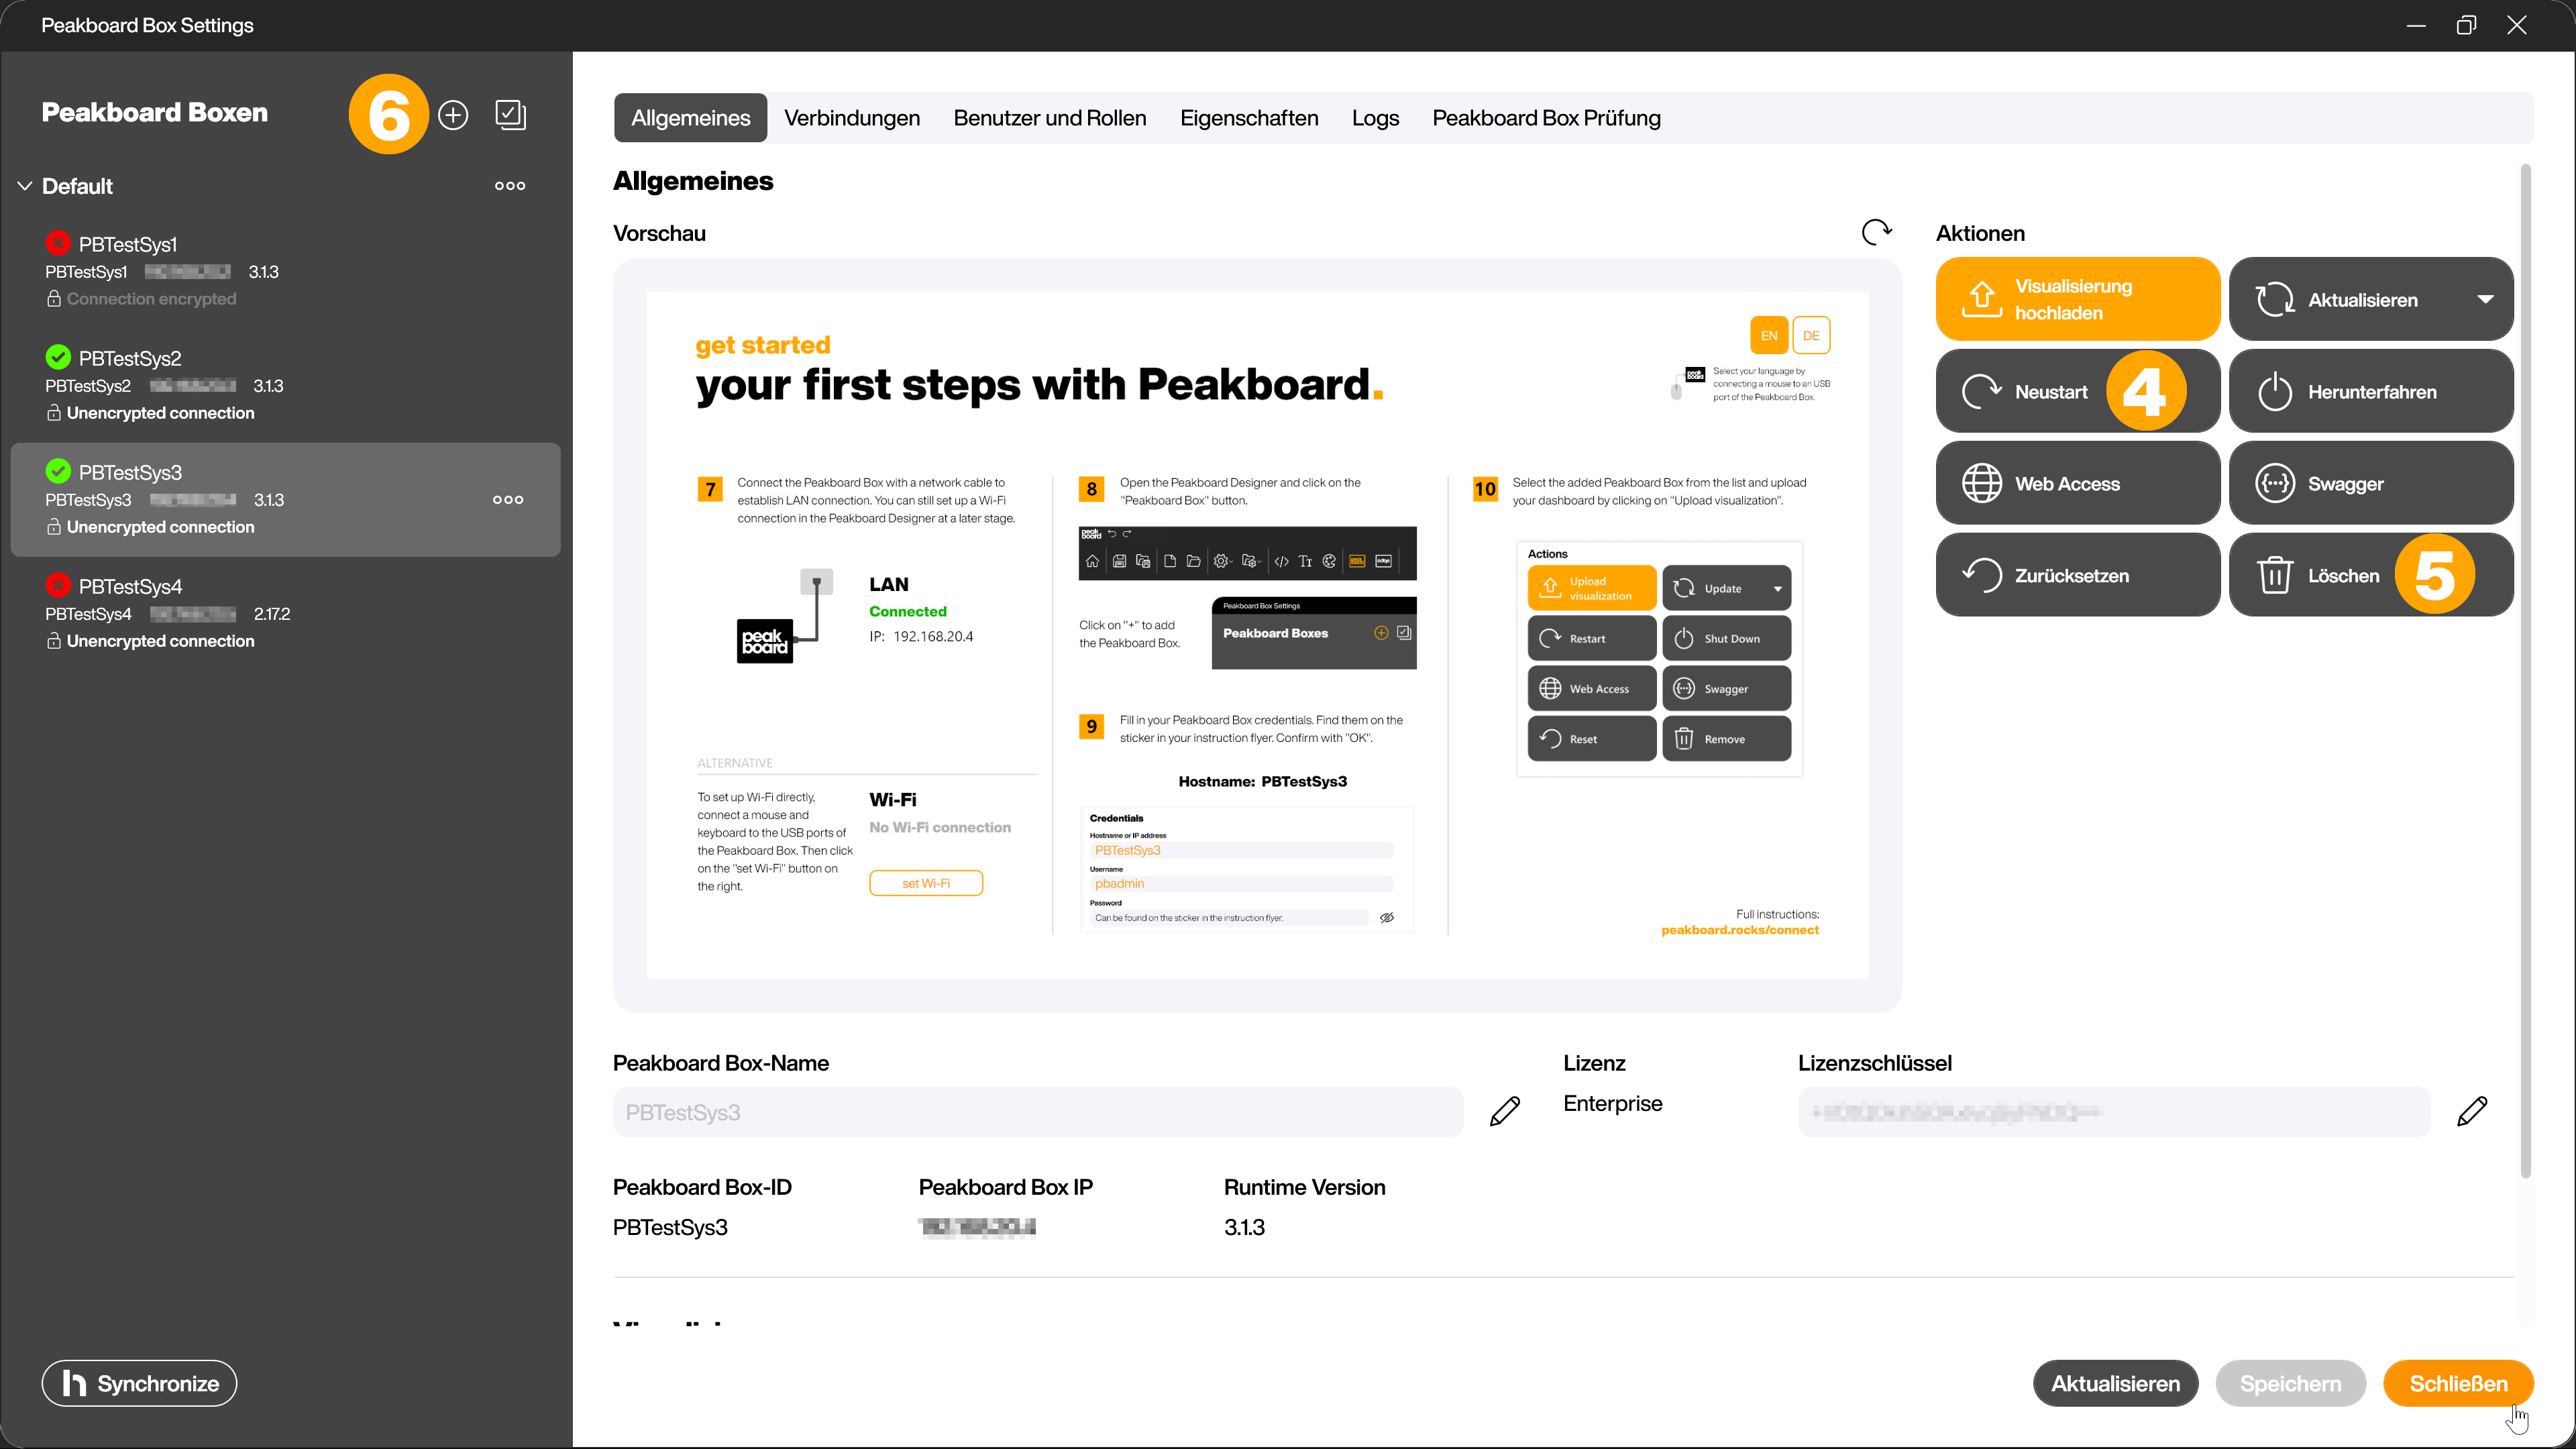 Peakboard Box Settings
Peakboard Boxen
6
Default
PBTestSys1
PBTestSys1 3.1.3
Connection encrypted
PBTestSys2
PBTestSys2 3.1.3
Unencrypted connection
PBTestSys3
PBTestSys3 3.1.3
Unencrypted connection
PBTestSys4
PBTestSys4 2.17.2
Unencrypted connection
Synchronize
Allgemeines Verbindungen Benutzer und Rollen Eigenschaften Logs Peakboard Box Prüfung
Allgemeines
Vorschau
get started
your first steps with Peakboard.
EN DE
peak board
Select your language by
connecting a mouse to an USB
port of the Peakboard Box.
7
Connect the Peakboard Box with a network cable to
establish LAN connection. You can still set up a Wi-Fi
connection in the Peakboard Designer at a later stage.
peak
board
LAN
Connected
IP: 192.168.20.4
ALTERNATIVE
To set up Wi-Fi directly,
connect a mouse and
keyboard to the USB ports of
the Peakboard Box. Then click
on the "set Wi-Fi" button on
the right.
Wi-Fi
No Wi-Fi connection
set Wi-Fi
8
Open the Peakboard Designer and click on the
"Peakboard Box" button.
peak board
Click on "+" to add
the Peakboard Box.
Peakboard Box Settings
Peakboard Boxes
9
Fill in your Peakboard Box credentials. Find them on the
sticker in your instruction flyer. Confirm with "OK".
Hostname: PBTestSys3
Credentials
Hostname or IP address
PBTestSys3
Username
pbadmin
Password
Can be found on the sticker in the instruction flyer.
10
Select the added Peakboard Box from the list and upload
your dashboard by clicking on "Upload visualization".
Actions
Upload
visualization
Update
Restart
Shut Down
Web Access
Swagger
Reset
Remove
Full instructions:
peakboard.rocks/connect
Aktionen
Visualisierung
hochladen
Aktualisieren
Neustart 4
Herunterfahren
Web Access
Swagger
Zurücksetzen
Löschen 5
Peakboard Box-Name
PBTestSys3
Lizenz
Enterprise
Lizenzschlüssel
Peakboard Box-ID
PBTestSys3
Peakboard Box IP
Runtime Version
3.1.3
Aktualisieren Speichern Schließen